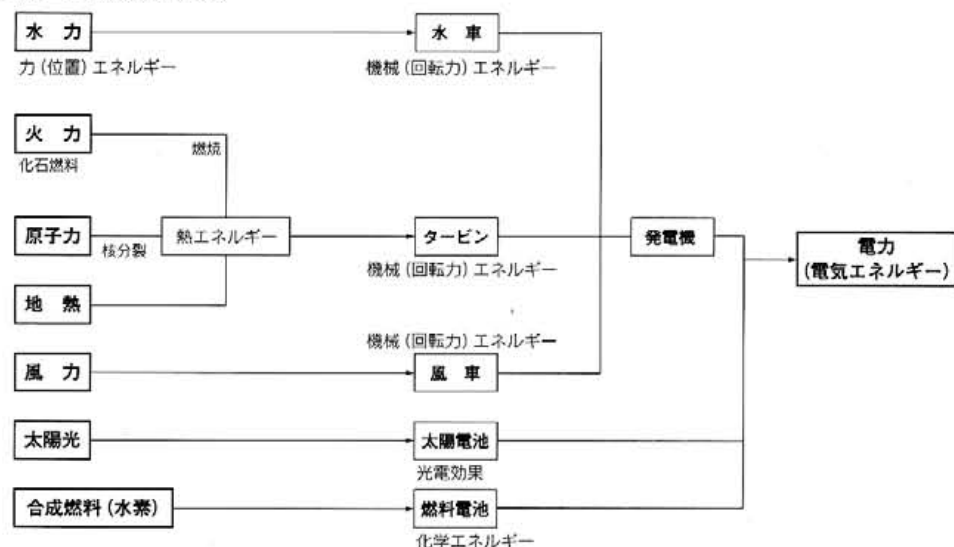 水 力
水 車
力 (位置) エネルギー
機械 (回転力) エネルギー
火 力
燃焼
化石燃料
原子力
核分裂
熱エネルギー
タービン
発電機
電力
(電気エネルギー)
機械 (回転力) エネルギー
地 熱
機械 (回転力) エネルギー
風 力
風 車
太陽光
太陽電池
光電効果
合成燃料 (水素)
燃料電池
化学エネルギー